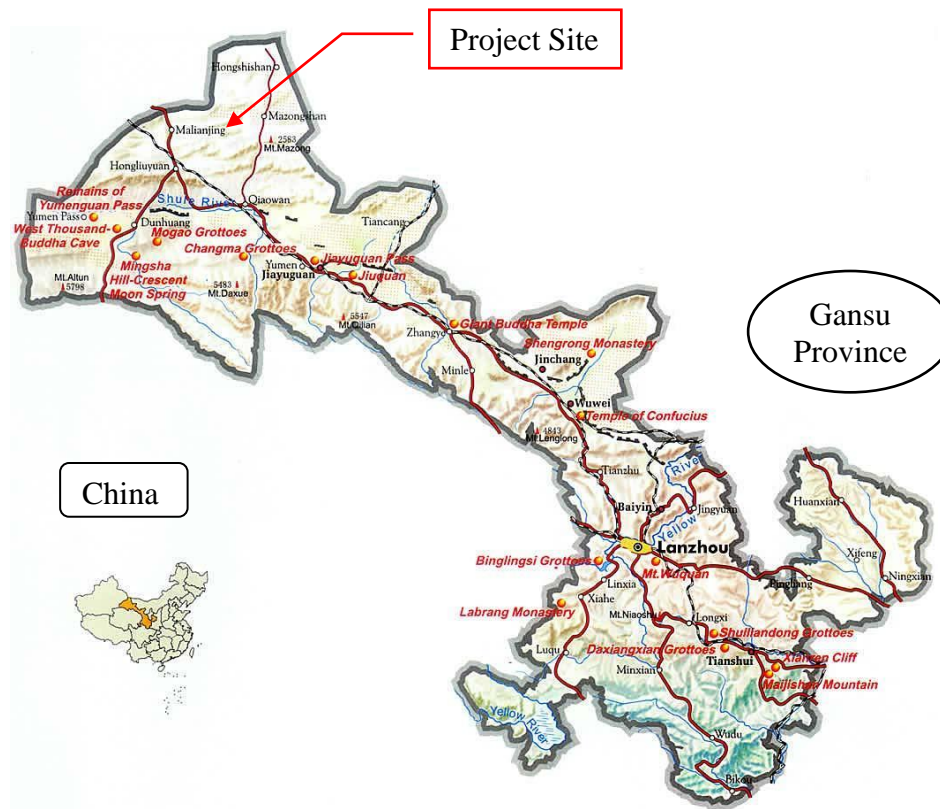 Project Site
Hongshishan
Mazongshan
Malianjing
2583
Mt.Mazong
Hongliuyuan
Remains of
Yumenguan Pass
Shule River
Qiaowan
Yumen Pass
Dunhuang
Tiancang
West Thousand-
Buddha Cave
Mogao Grottoes
Changma Grottoes
Jiayuguan Pass
Yumen
Jiayuguan
Jiuquan
Mingsha
Hill-Crescent
Moon Spring
Mt.Altun
5798
5483
Mt.Daxue
5547
Mt.Qilian
Giant Buddha Temple
Zhangye
Shengrong Monastery
Jinchang
Minle
Gansu
Province
Wuwei
Temple of Confucius
4843
Mt.Lenglong
Tianzhu
River
China
Baiyin
Jingyuan
Yellow
Huanxian
Lanzhou
Binglingsi Grottoes
Mt.Wuquan
Xifeng
Pingliang
Ningxian
Linxia
Xiahe
Labrang Monastery
Mt.Niaoshu
Longxi
Shuiliandong Grottoes
Luqu
Daxiangxian Grottoes
Tianshui
Xianren Cliff
Minxian
Maijishan Mountain
Yellow River
Wudu
Bikou